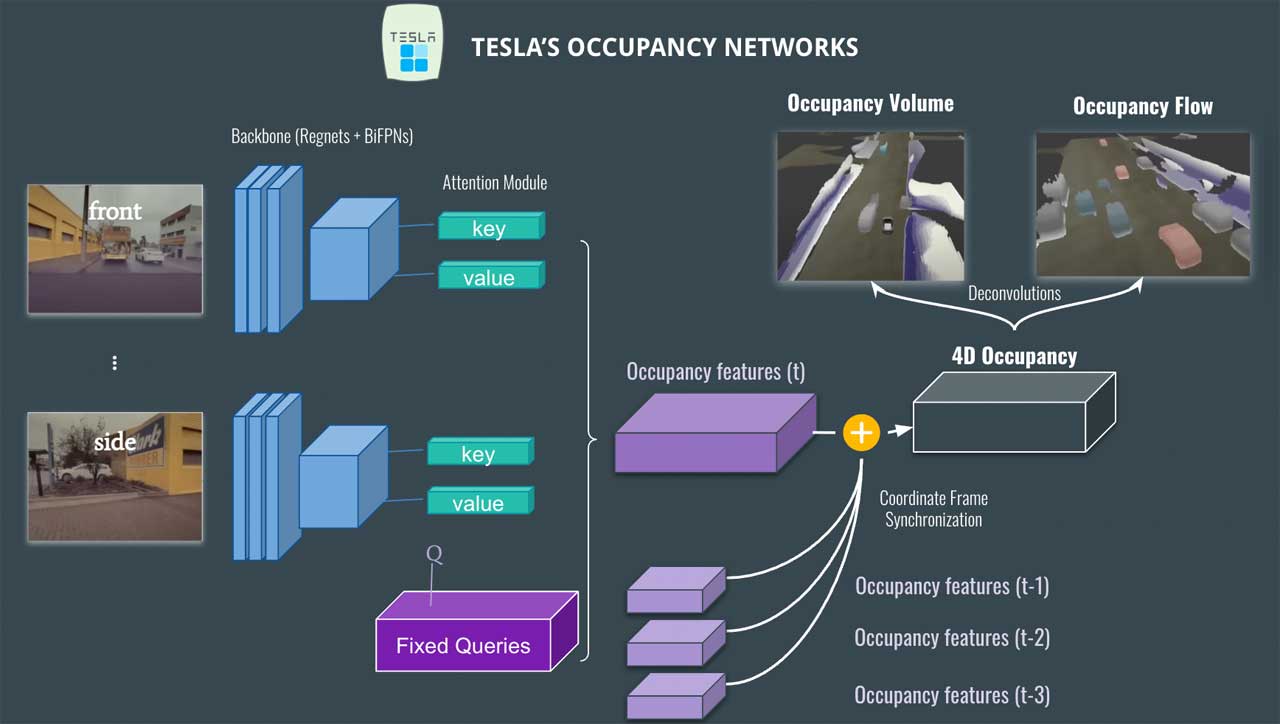 TESLA
TESLA'S OCCUPANCY NETWORKS
Occupancy Volume
Occupancy Flow
Backbone (Regnets + BiFPNs)
Attention Module
front
key
value
Deconvolutions
4D Occupancy
Occupancy features (t)
side
key
value
Coordinate Frame
Synchronization
Q
Fixed Queries
Occupancy features (t-1)
Occupancy features (t-2)
Occupancy features (t-3)